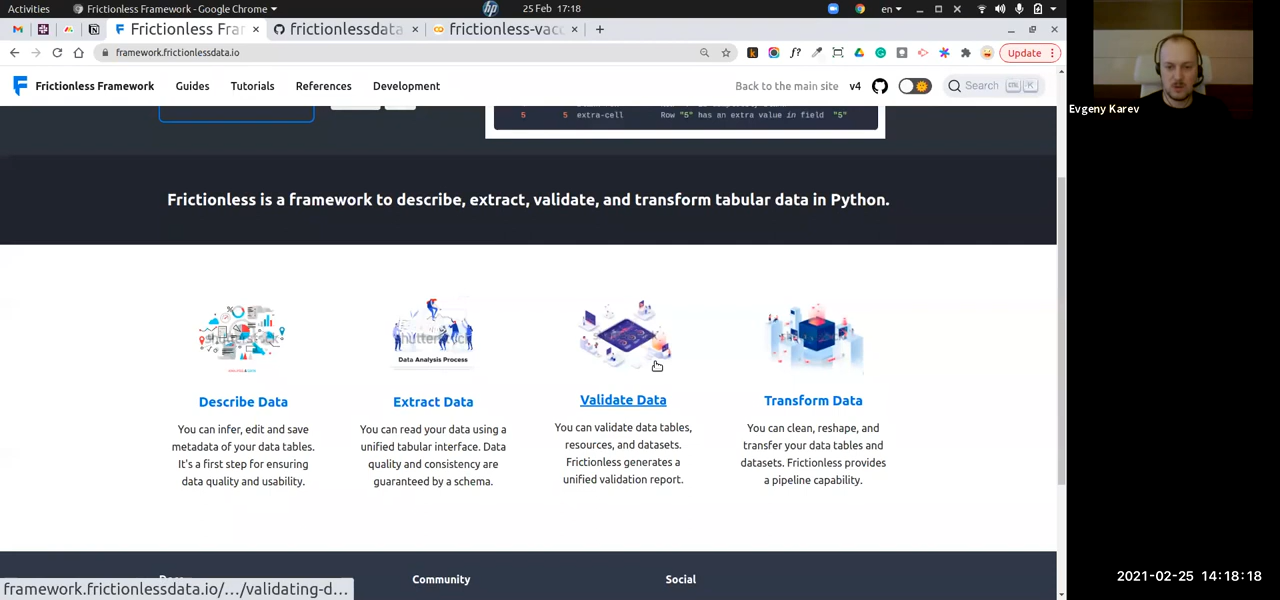 Activities
Frictionless Framework - Google Chrome
25 Feb 17:18
en
Frictionless Fra
frictionlessdata
frictionless-vacc
framework.frictionlessdata.io
Update
Frictionless Framework
Guides
Tutorials
References
Development
Back to the main site
v4
Search
K
5 5 extra-cell Row "5" has an extra value in field "5"
Frictionless is a framework to describe, extract, validate, and transform tabular data in Python.
Data Analysis Process
Describe Data
You can infer, edit and save
metadata of your data tables.
It's a first step for ensuring
data quality and usability.
Extract Data
You can read your data using a
unified tabular interface. Data
quality and consistency are
guaranteed by a schema.
Validate Data
You can validate data tables,
resources, and datasets.
Frictionless generates a
unified validation report.
Transform Data
You can clean, reshape, and
transfer your data tables and
datasets. Frictionless provides
a pipeline capability.
Community
Social
framework.frictionlessdata.io/…/validating-d…
Evgeny Karev
2021-02-25 14:18:18